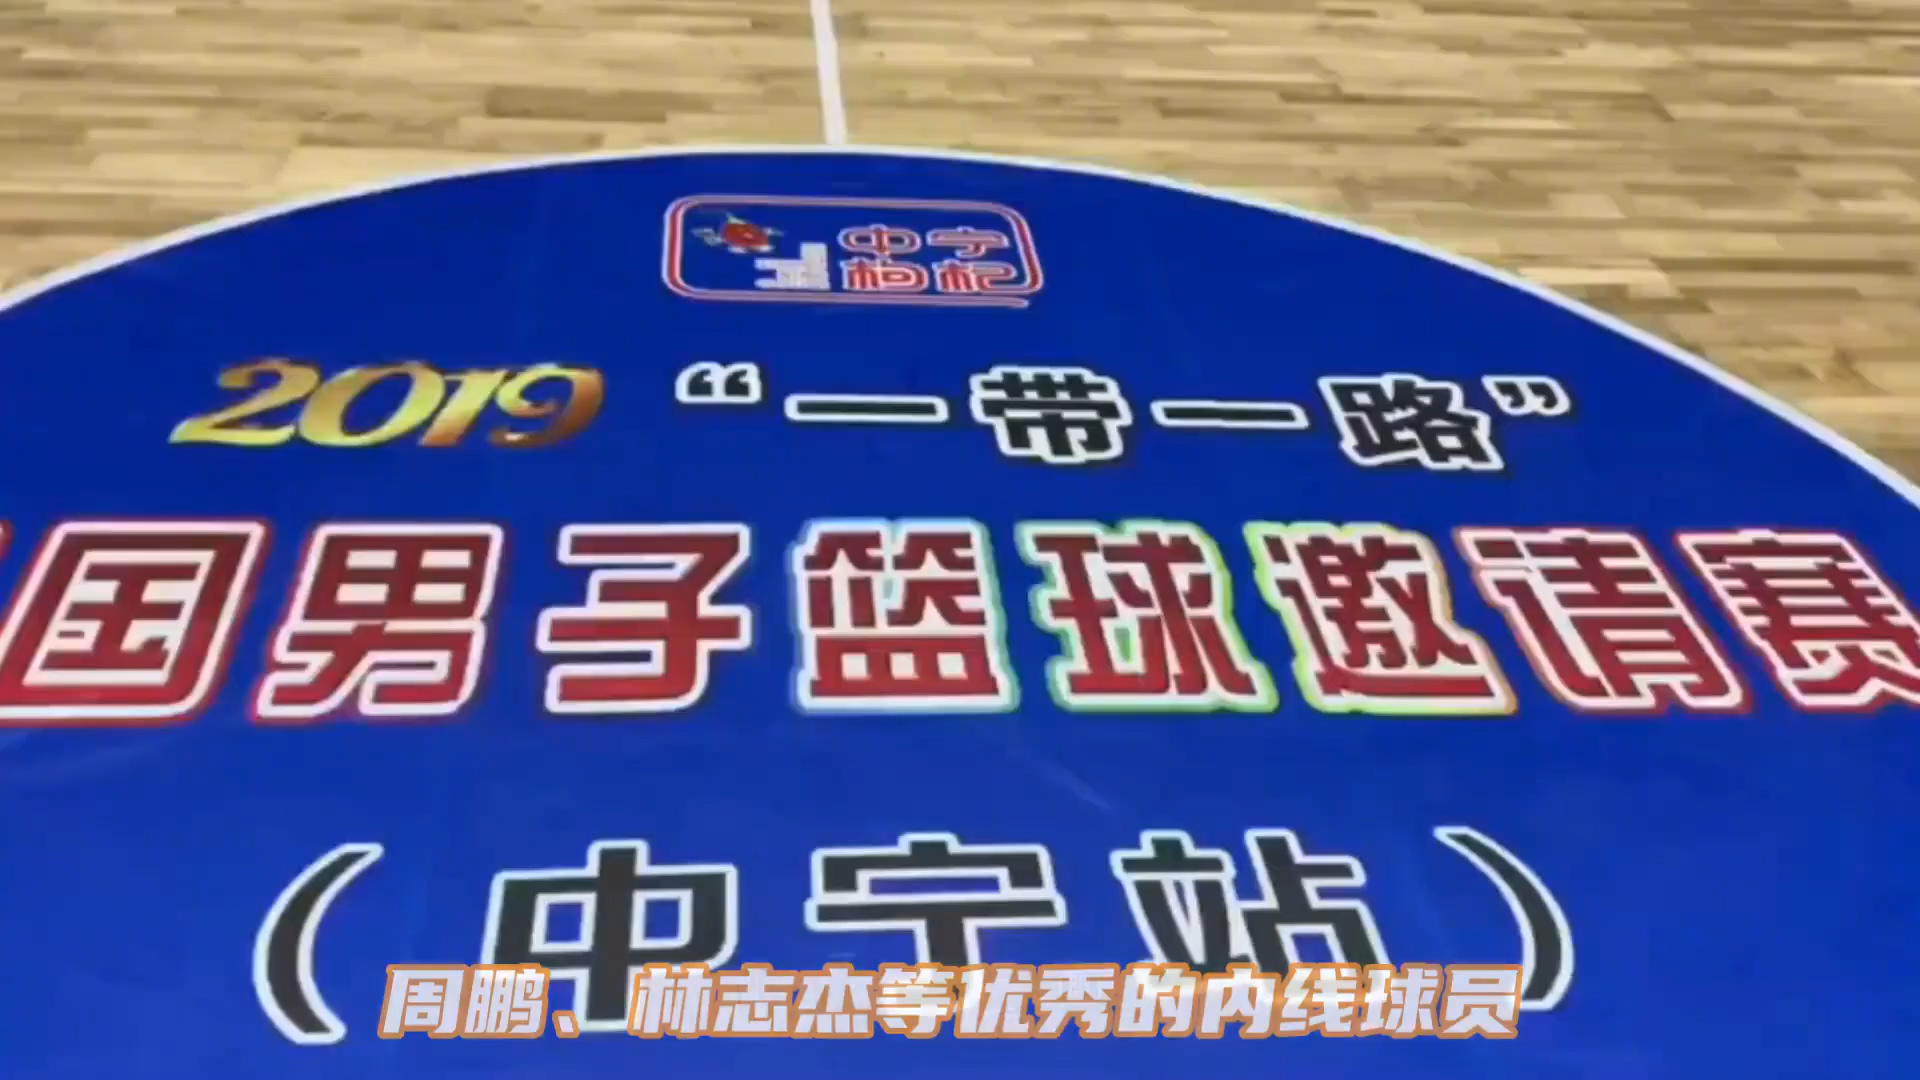 中宁
枸杞
2019 “一带一路”
国男子篮球邀请赛
（中宁站）
周鹏、林志杰等优秀的内线球员